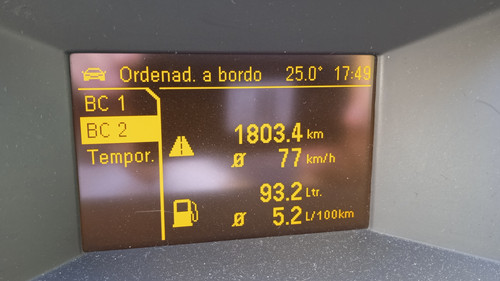 Ordenad. a bordo 25.0° 17:49
BC 1
BC 2
Tempor.
1803.4 km
ø 77 km/h
93.2 Ltr.
ø 5.2 L/100km